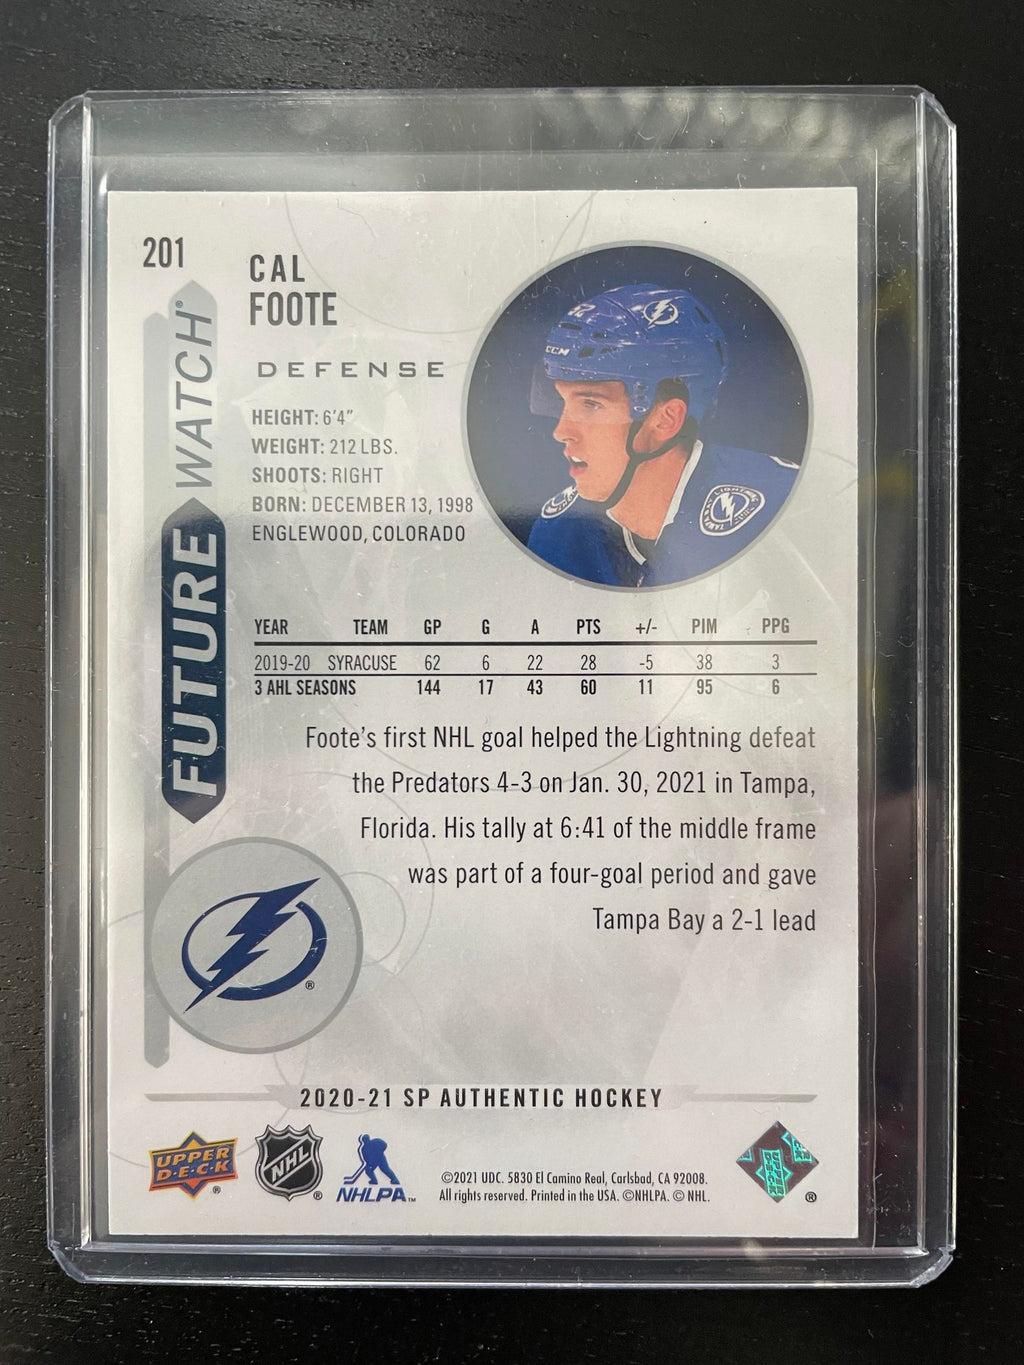 201
CAL
FOOTE
DEFENSE
HEIGHT: 6'4"
WEIGHT: 212 LBS.
SHOOTS: RIGHT
BORN: DECEMBER 13, 1998
ENGLEWOOD, COLORADO
FUTURE WATCH®
CCM
YEAR TEAM GP G A PTS +/- PIM PPG
2019-20 SYRACUSE 62 6 22 28 -5 38 3
3 AHL SEASONS 144 17 43 60 11 95 6
Foote's first NHL goal helped the Lightning defeat
the Predators 4-3 on Jan. 30, 2021 in Tampa,
Florida. His tally at 6:41 of the middle frame
was part of a four-goal period and gave
Tampa Bay a 2-1 lead
®
2020-21 SP AUTHENTIC HOCKEY
UPPER
D·E·C·K
®
NHL
®
NHLPA™
©2021 UDC. 5830 El Camino Real, Carlsbad, CA 92008.
All rights reserved. Printed in the USA. ©NHLPA. © NHL.
®